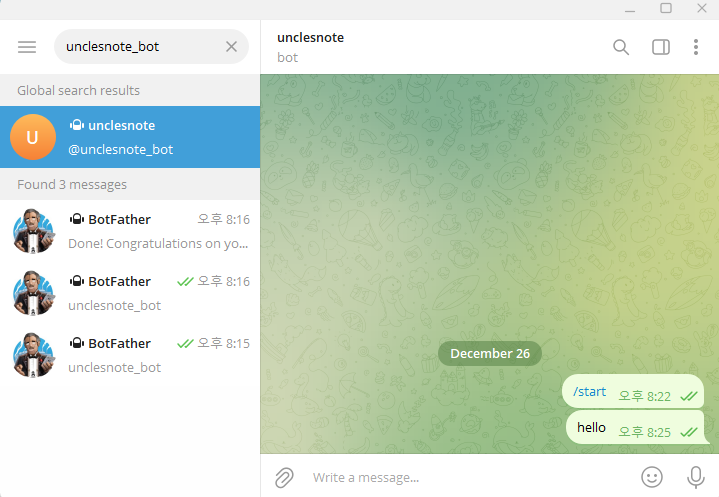 unclesnote_bot
Global search results
U
unclesnote
@unclesnote_bot
Found 3 messages
BotFather 오후 8:16
Done! Congratulations on yo...
BotFather 오후 8:16
unclesnote_bot
BotFather 오후 8:15
unclesnote_bot
unclesnote
bot
December 26
/start 오후 8:22
hello 오후 8:25
Write a message...